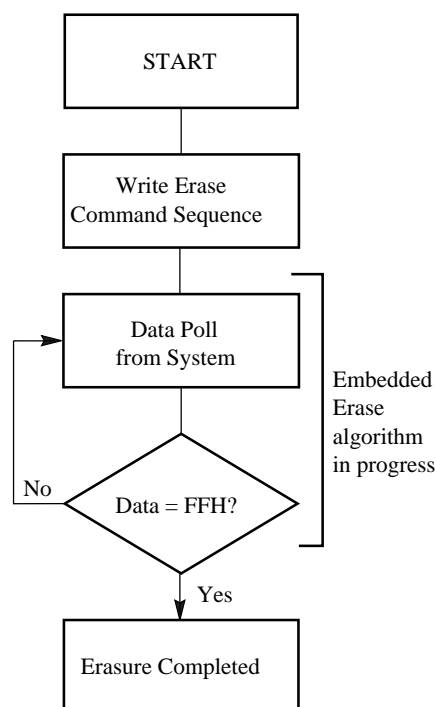 START
Write Erase
Command Sequence
Data Poll
from System
Embedded
Erase
algorithm
in progress
No
Data = FFH?
Yes
Erasure Completed